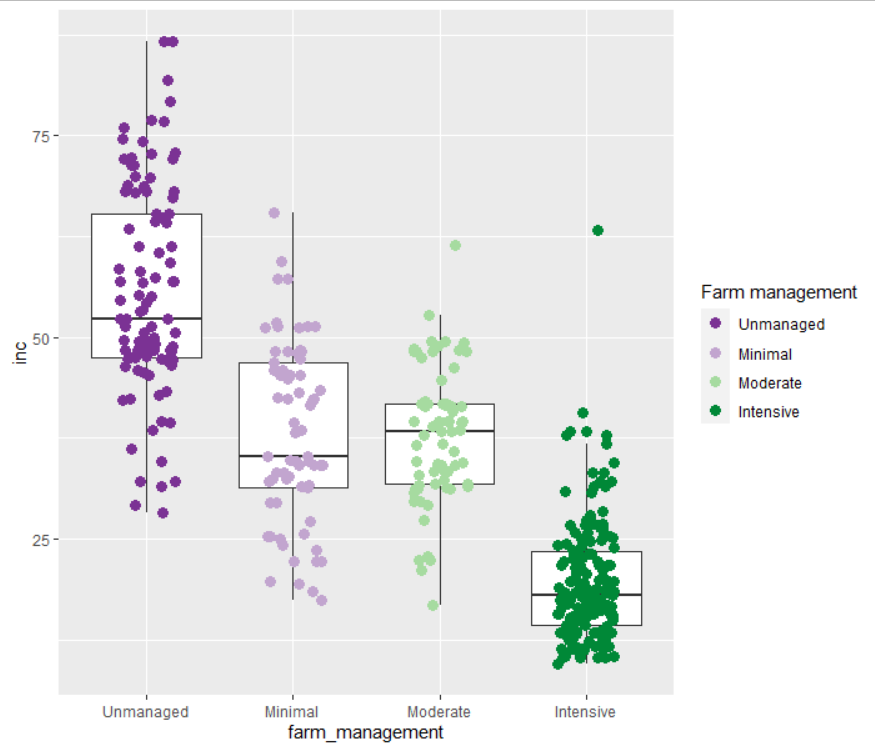 75
50
25
inc
Unmanaged Minimal Moderate Intensive
farm_management
Farm management
Unmanaged
Minimal
Moderate
Intensive